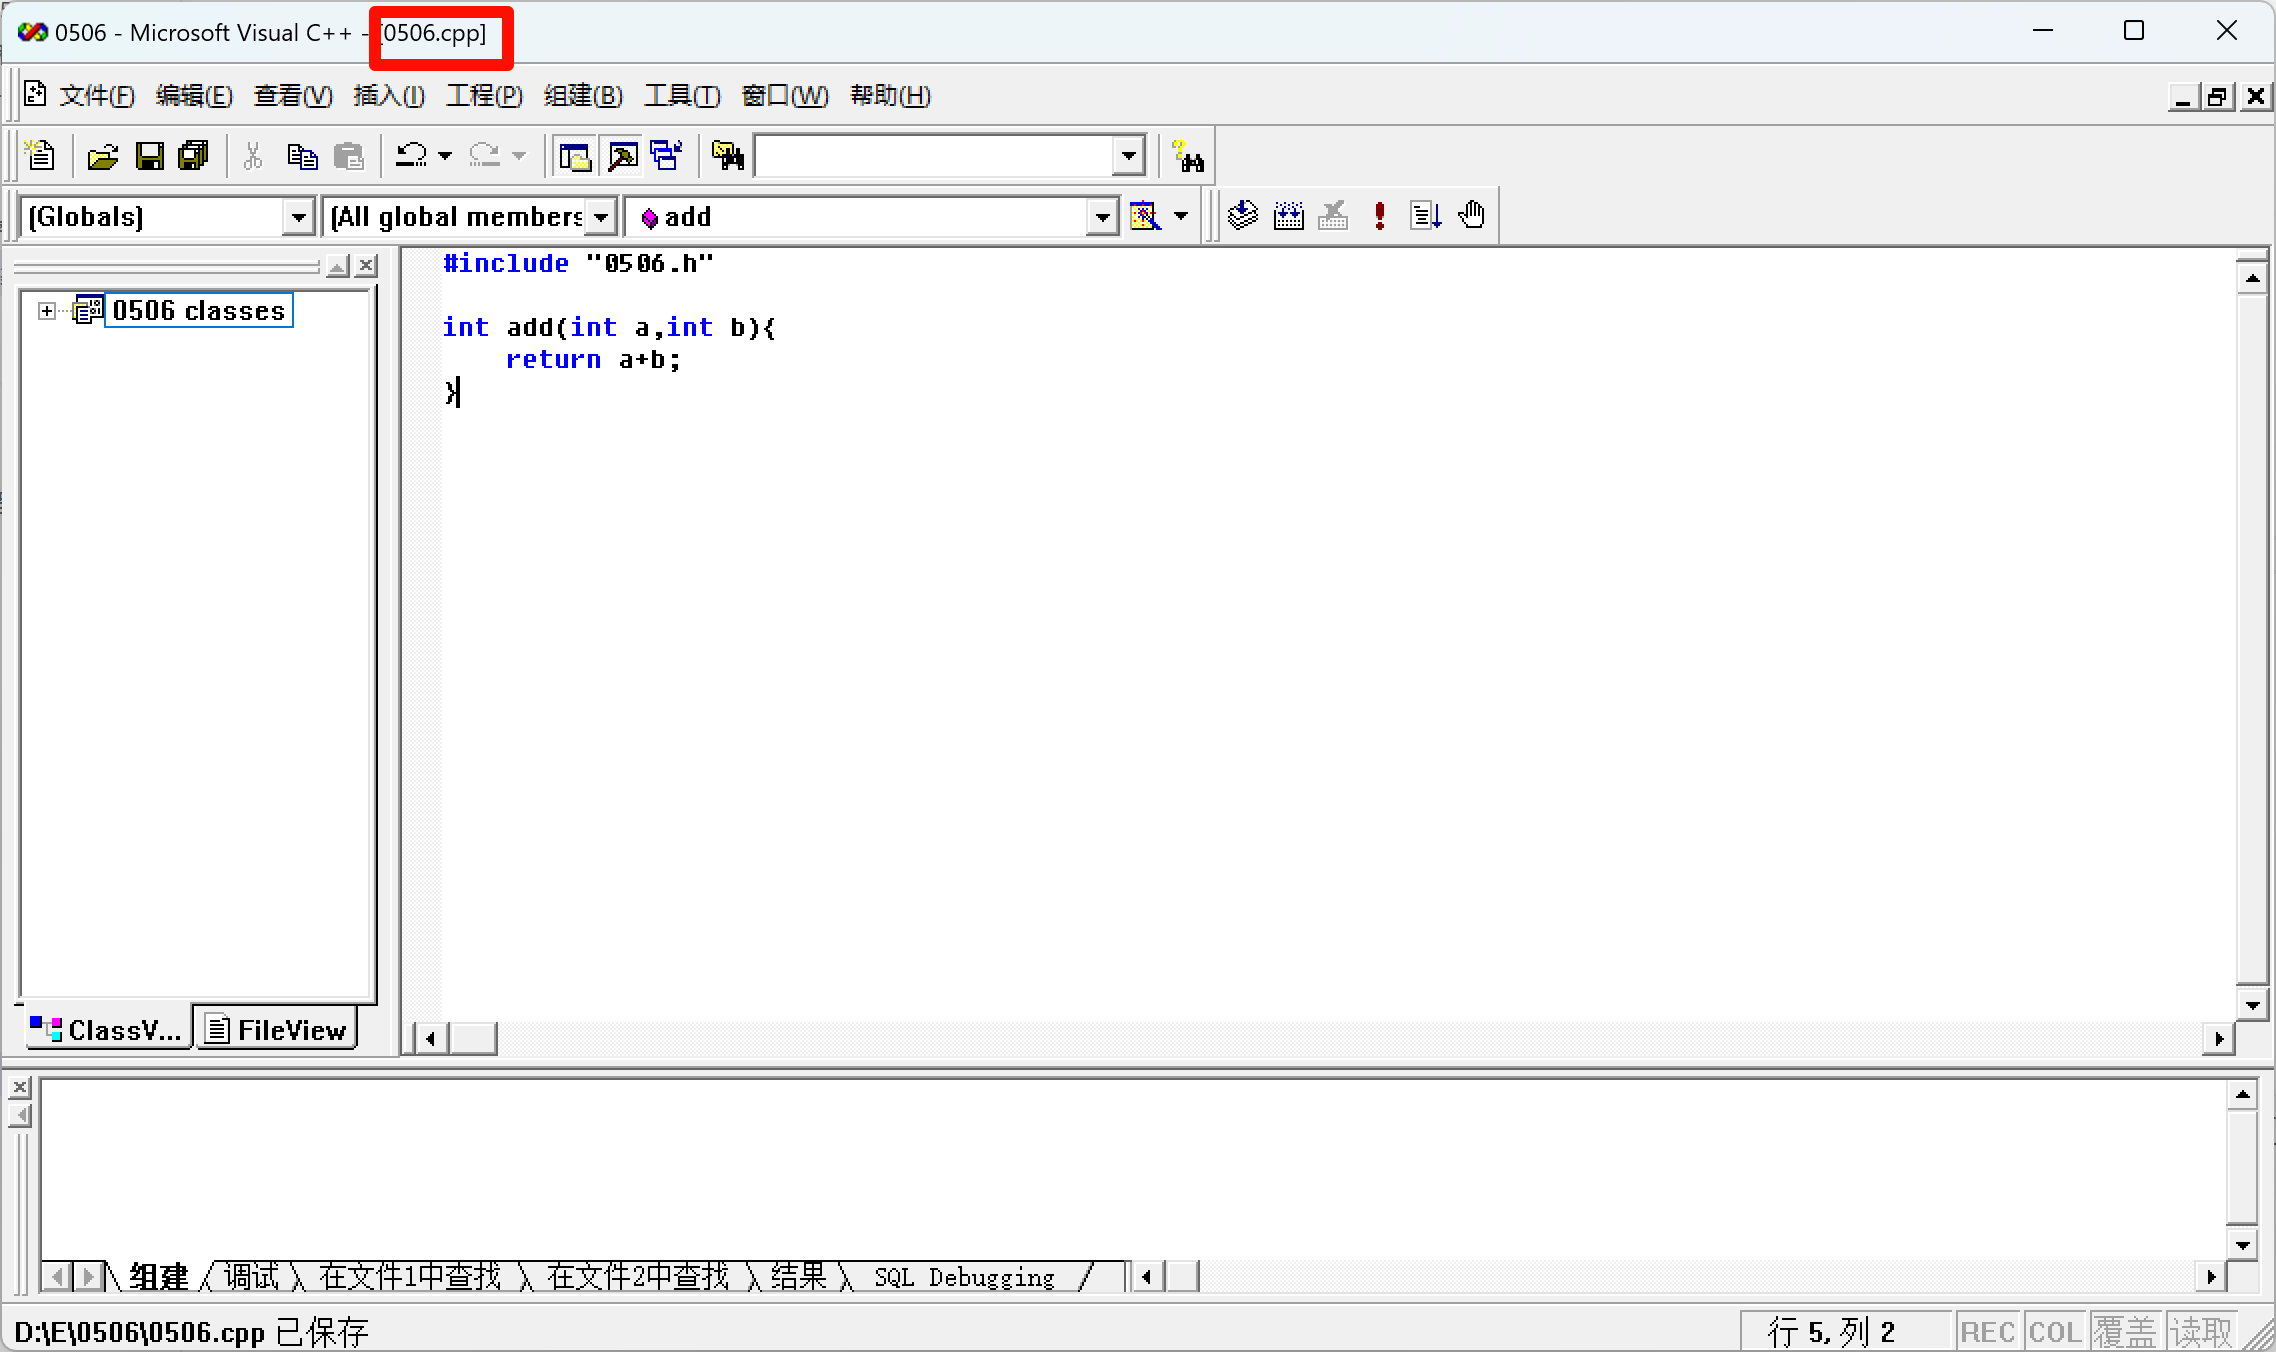 0506 - Microsoft Visual C++ - [0506.cpp]
文件(F) 编辑(E) 查看(V) 插入(I) 工程(P) 组建(B) 工具(T) 窗口(W) 帮助(H)
(Globals) (All global members add
0506 classes
#include "0506.h"
int add(int a,int b){
return a+b;
}
ClassV... FileView
组建 调试 在文件1中查找 在文件2中查找 结果 SQL Debugging
D:\E\0506\0506.cpp 已保存 行 5, 列 2 REC COL 覆盖 读取